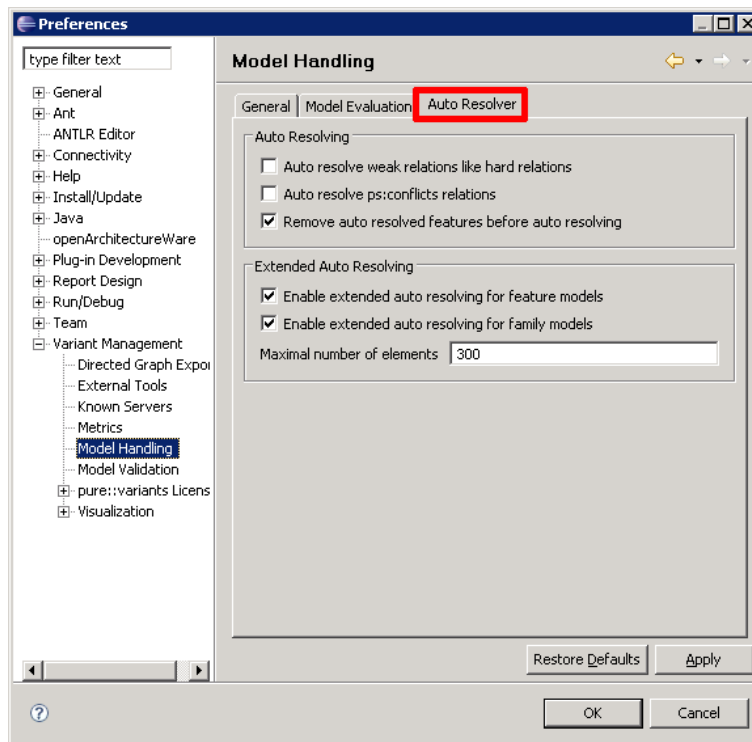 Preferences
type filter text
General
Ant
ANTLR Editor
Connectivity
Help
Install/Update
Java
openArchitectureWare
Plug-in Development
Report Design
Run/Debug
Team
Variant Management
Directed Graph Expor
External Tools
Known Servers
Metrics
Model Handling
Model Validation
pure::variants Licens
Visualization
Model Handling
General Model Evaluation Auto Resolver
Auto Resolving
Auto resolve weak relations like hard relations
Auto resolve ps:conflicts relations
Remove auto resolved features before auto resolving
Extended Auto Resolving
Enable extended auto resolving for feature models
Enable extended auto resolving for family models
Maximal number of elements 300
Restore Defaults Apply
? OK Cancel